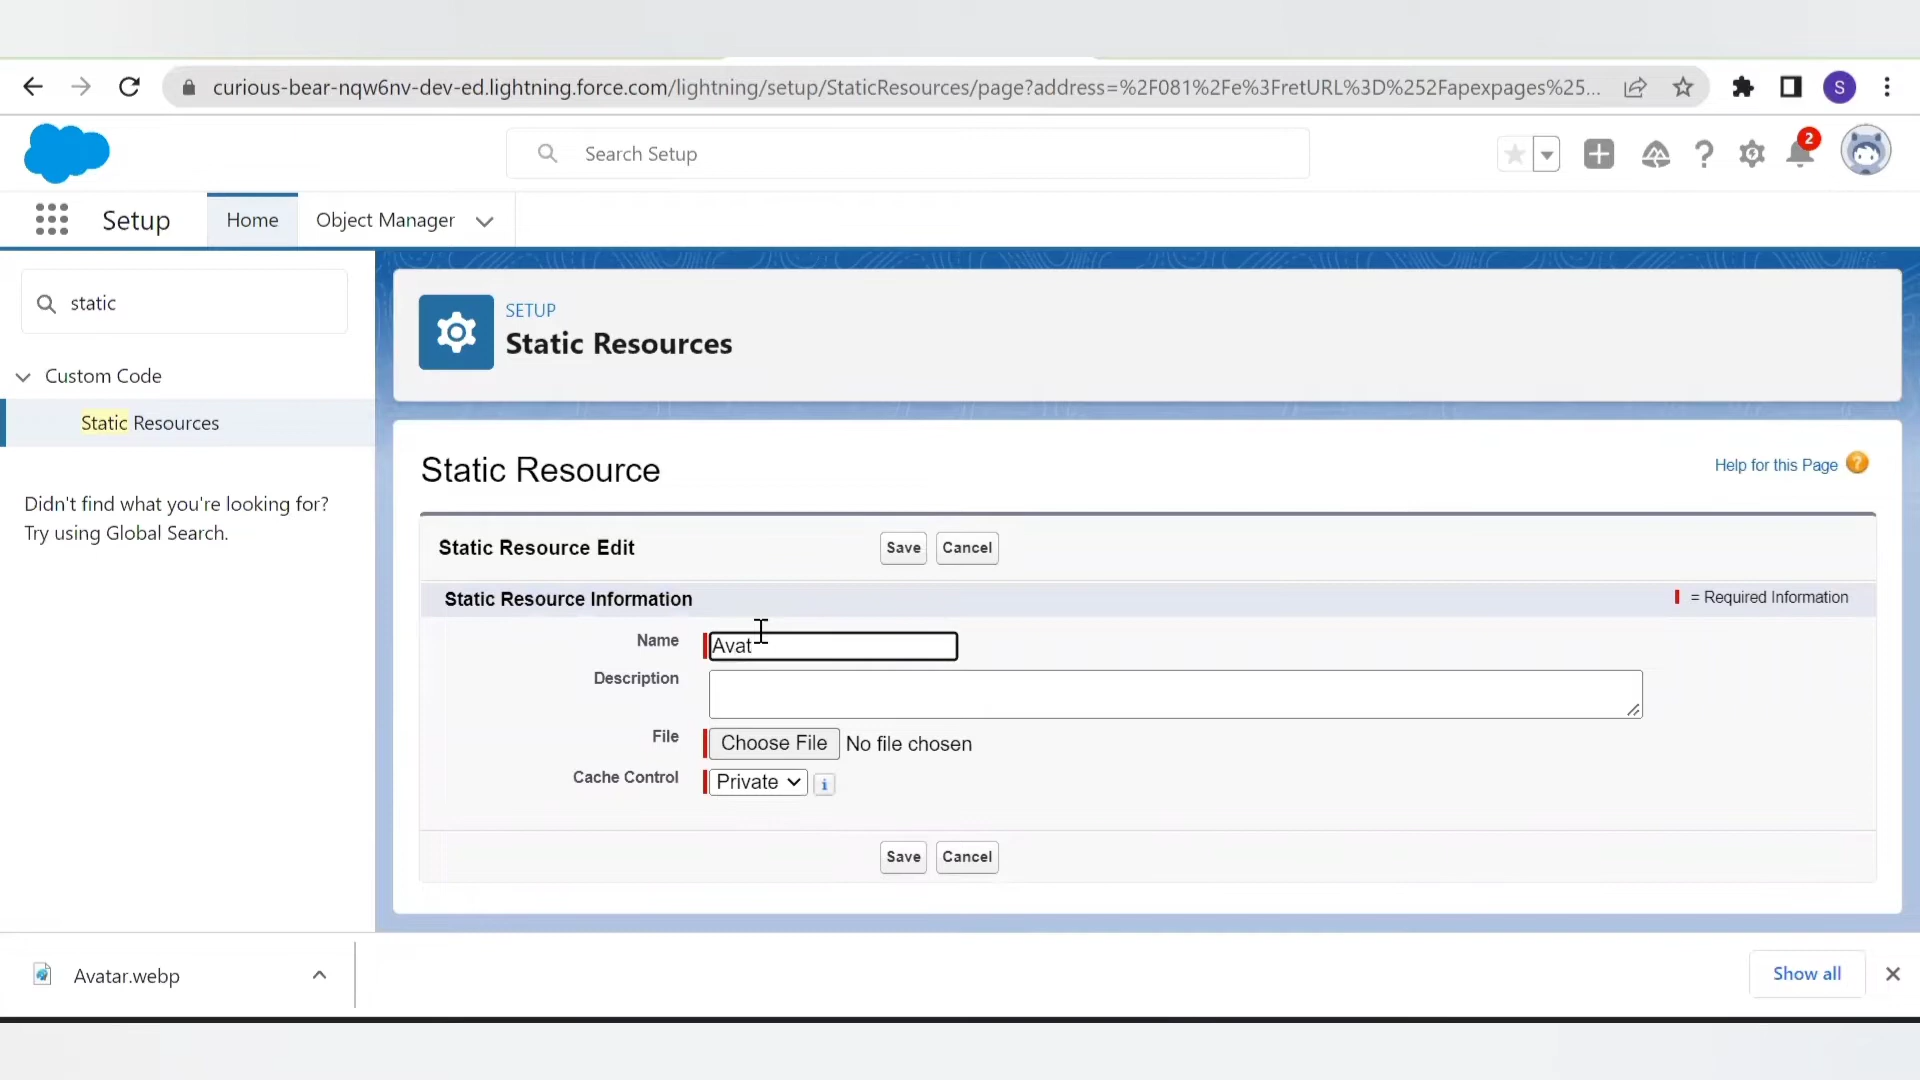 curious-bear-nqw6nv-dev-ed.lightning.force.com/lightning/setup/StaticResources/page?address=%2F081%2Fe%3FretURL%3D%252Fapexpages%25...
S
Search Setup
2
Setup
Home
Object Manager
static
Custom Code
Static Resources
Didn't find what you're looking for?
Try using Global Search.
SETUP
Static Resources
Static Resource
Help for this Page ?
Static Resource Edit
Save
Cancel
Static Resource Information
= Required Information
Name
Avat
Description
File
Choose File
No file chosen
Cache Control
Private
i
Save
Cancel
Avatar.webp
Show all